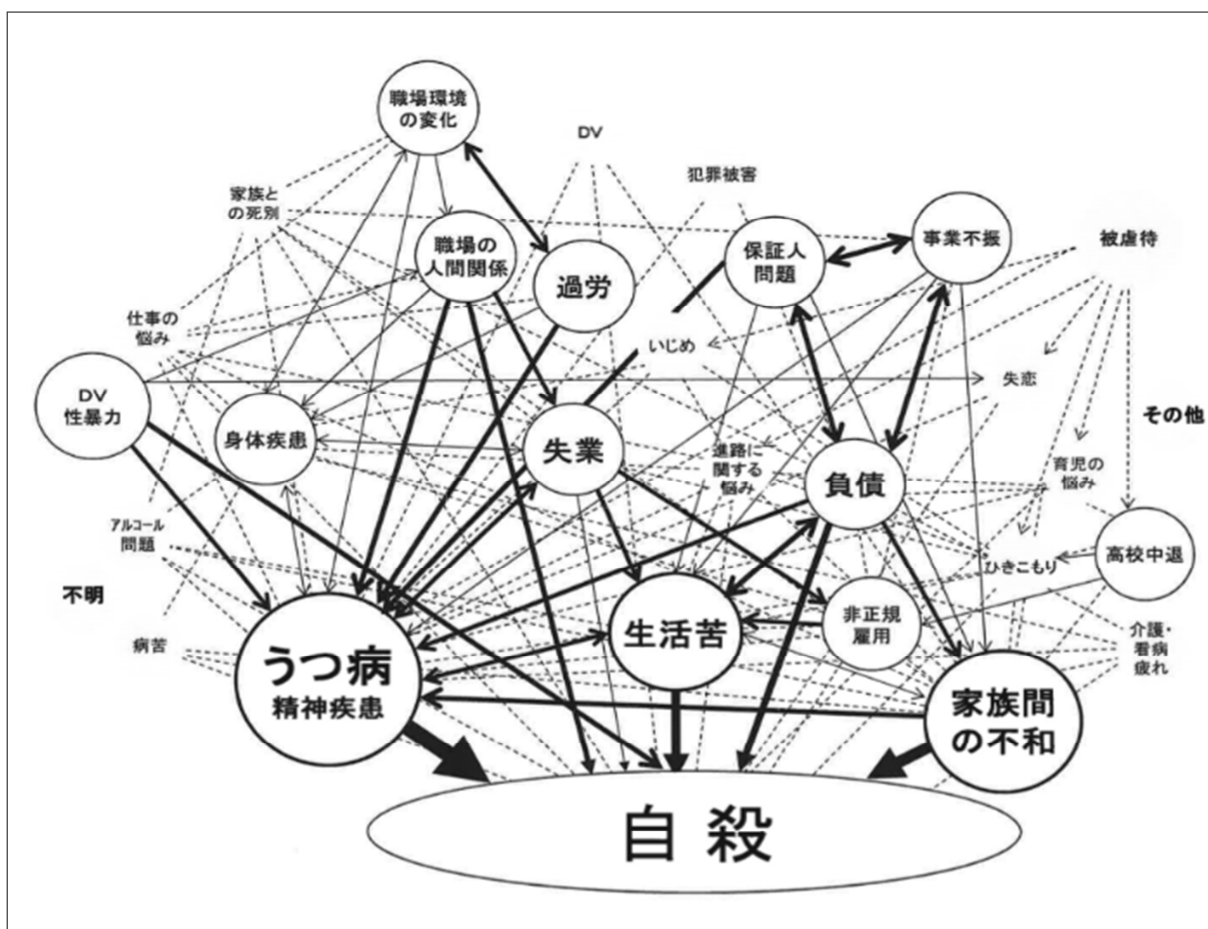 職場環境
の変化
DV
犯罪被害
家族と
の死別
職場の
人間関係
過労
保証人
問題
事業不振
被虐待
仕事の
悩み
いじめ
失恋
DV
性暴力
その他
身体疾患
失業
進路に
関する
悩み
負債
育児の
悩み
アルコール
問題
高校中退
ひきこもり
不明
病苦
うつ病
精神疾患
生活苦
非正規
雇用
介護・
看病
疲れ
家族間
の不和
自殺